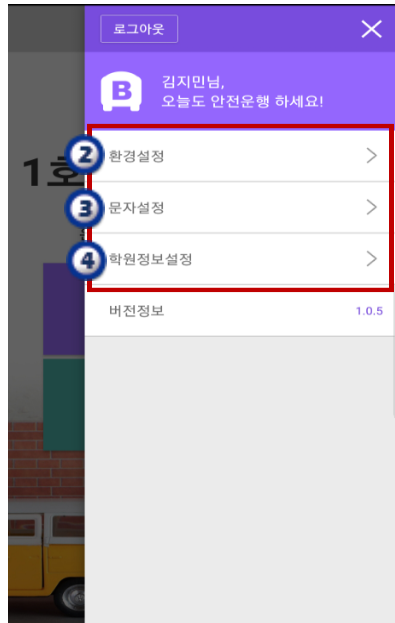 로그아웃
B
김지민님,
오늘도 안전운행 하세요!
1호
2 환경설정
3 문자설정
4 학원정보설정
버전정보 1.0.5